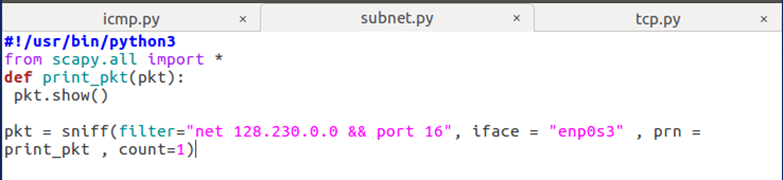 icmp.py × subnet.py × tcp.py ×
#!/usr/bin/python3
from scapy.all import *
def print_pkt(pkt):
 pkt.show()
pkt = sniff(filter="net 128.230.0.0 && port 16", iface = "enp0s3" , prn =
print_pkt , count=1)